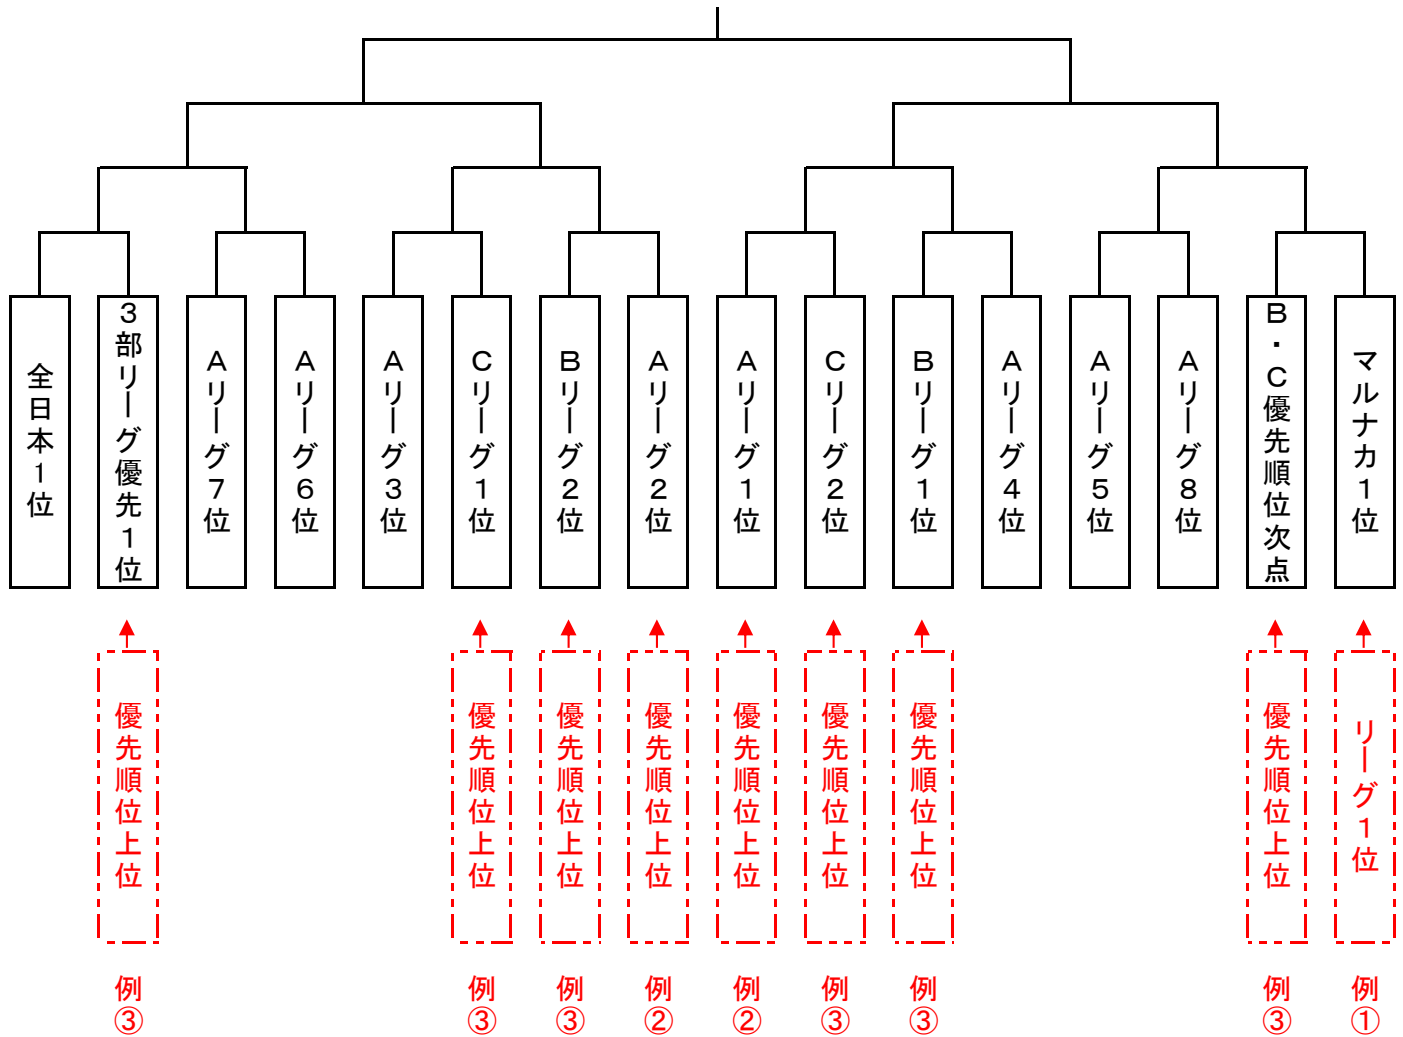 全日本1位
３部リーグ優先１位
Ａリーグ７位
Ａリーグ６位
Ａリーグ３位
Ｃリーグ１位
Ｂリーグ２位
Ａリーグ２位
Ａリーグ１位
Ｃリーグ２位
Ｂリーグ１位
Ａリーグ４位
Ａリーグ５位
Ａリーグ８位
Ｂ・Ｃ優先順位次点
マルナカ１位
優先順位上位
優先順位上位
優先順位上位
優先順位上位
優先順位上位
優先順位上位
優先順位上位
優先順位上位
リーグ１位
例③
例③
例③
例②
例②
例③
例③
例③
例①